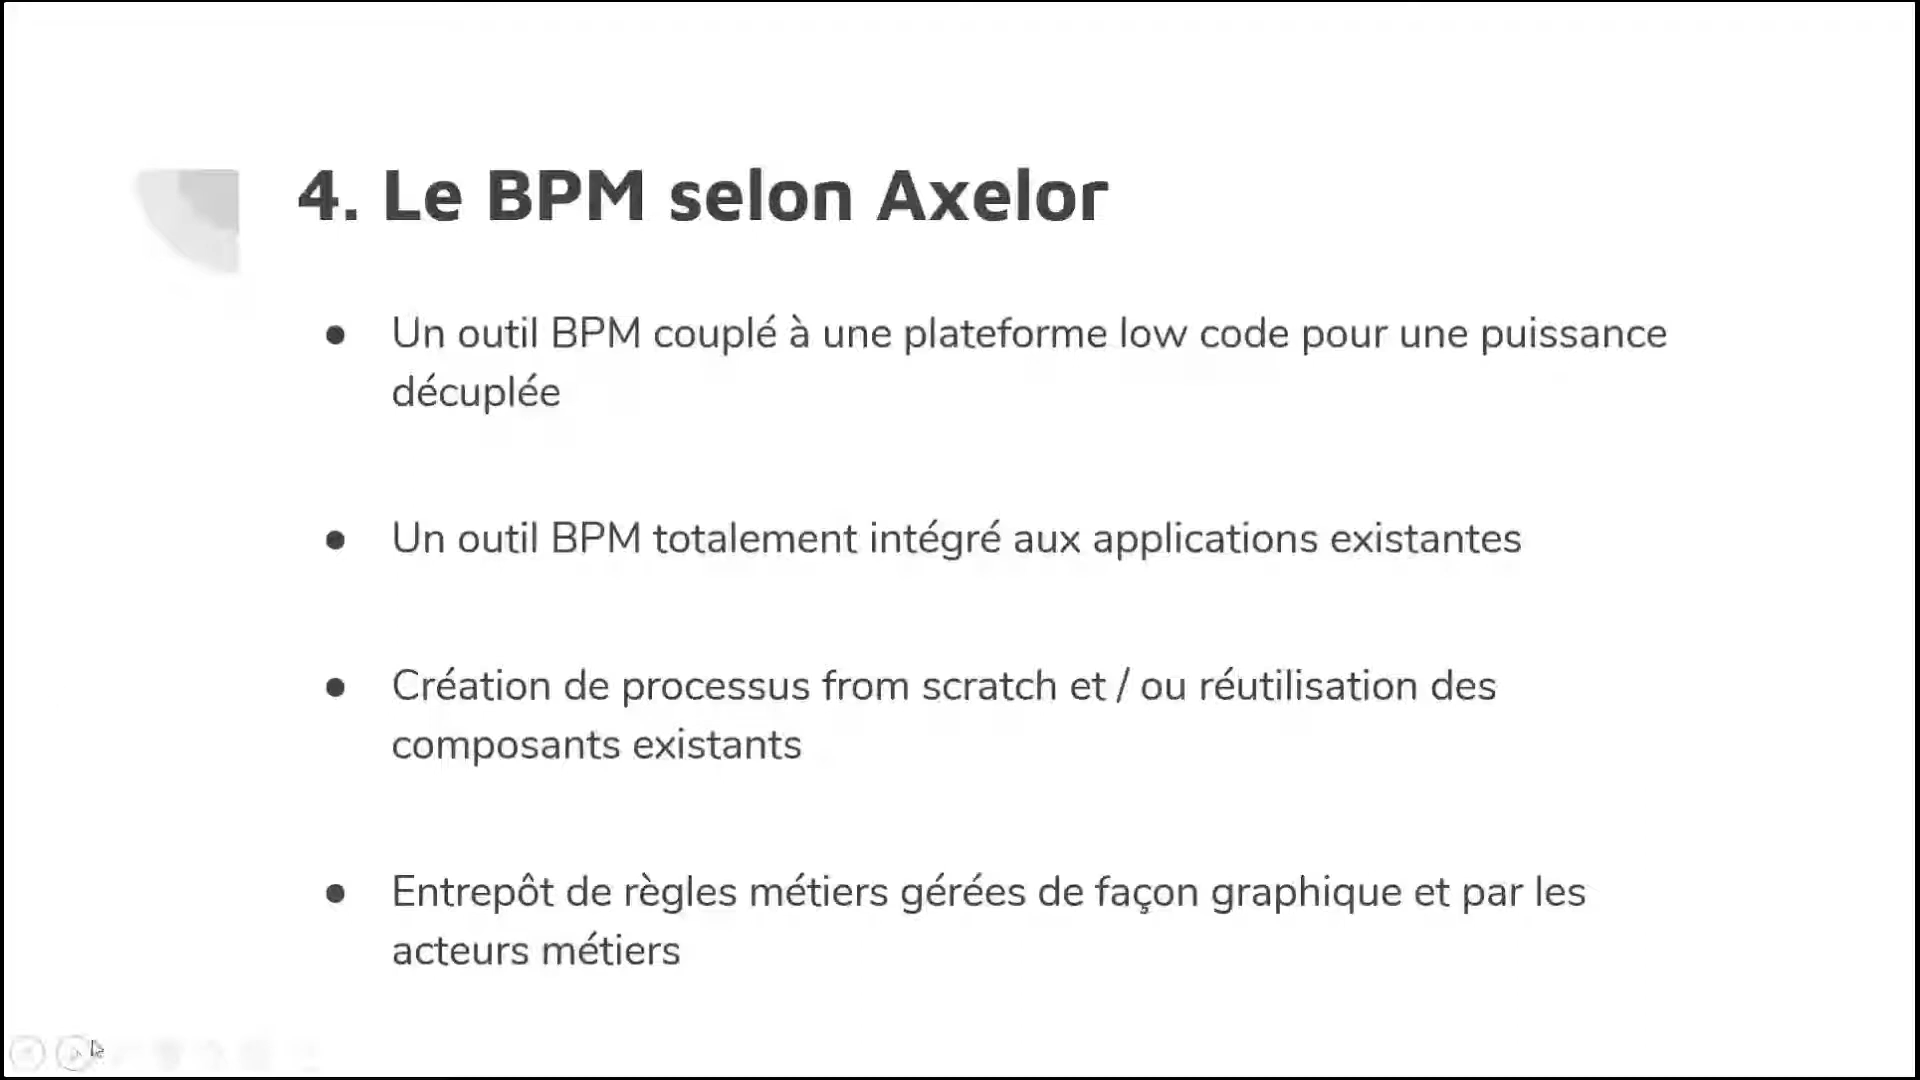 4. Le BPM selon Axelor
● Un outil BPM couplé à une plateforme low code pour une puissance
décuplée
● Un outil BPM totalement intégré aux applications existantes
● Création de processus from scratch et / ou réutilisation des
composants existants
● Entrepôt de règles métiers gérées de façon graphique et par les
acteurs métiers